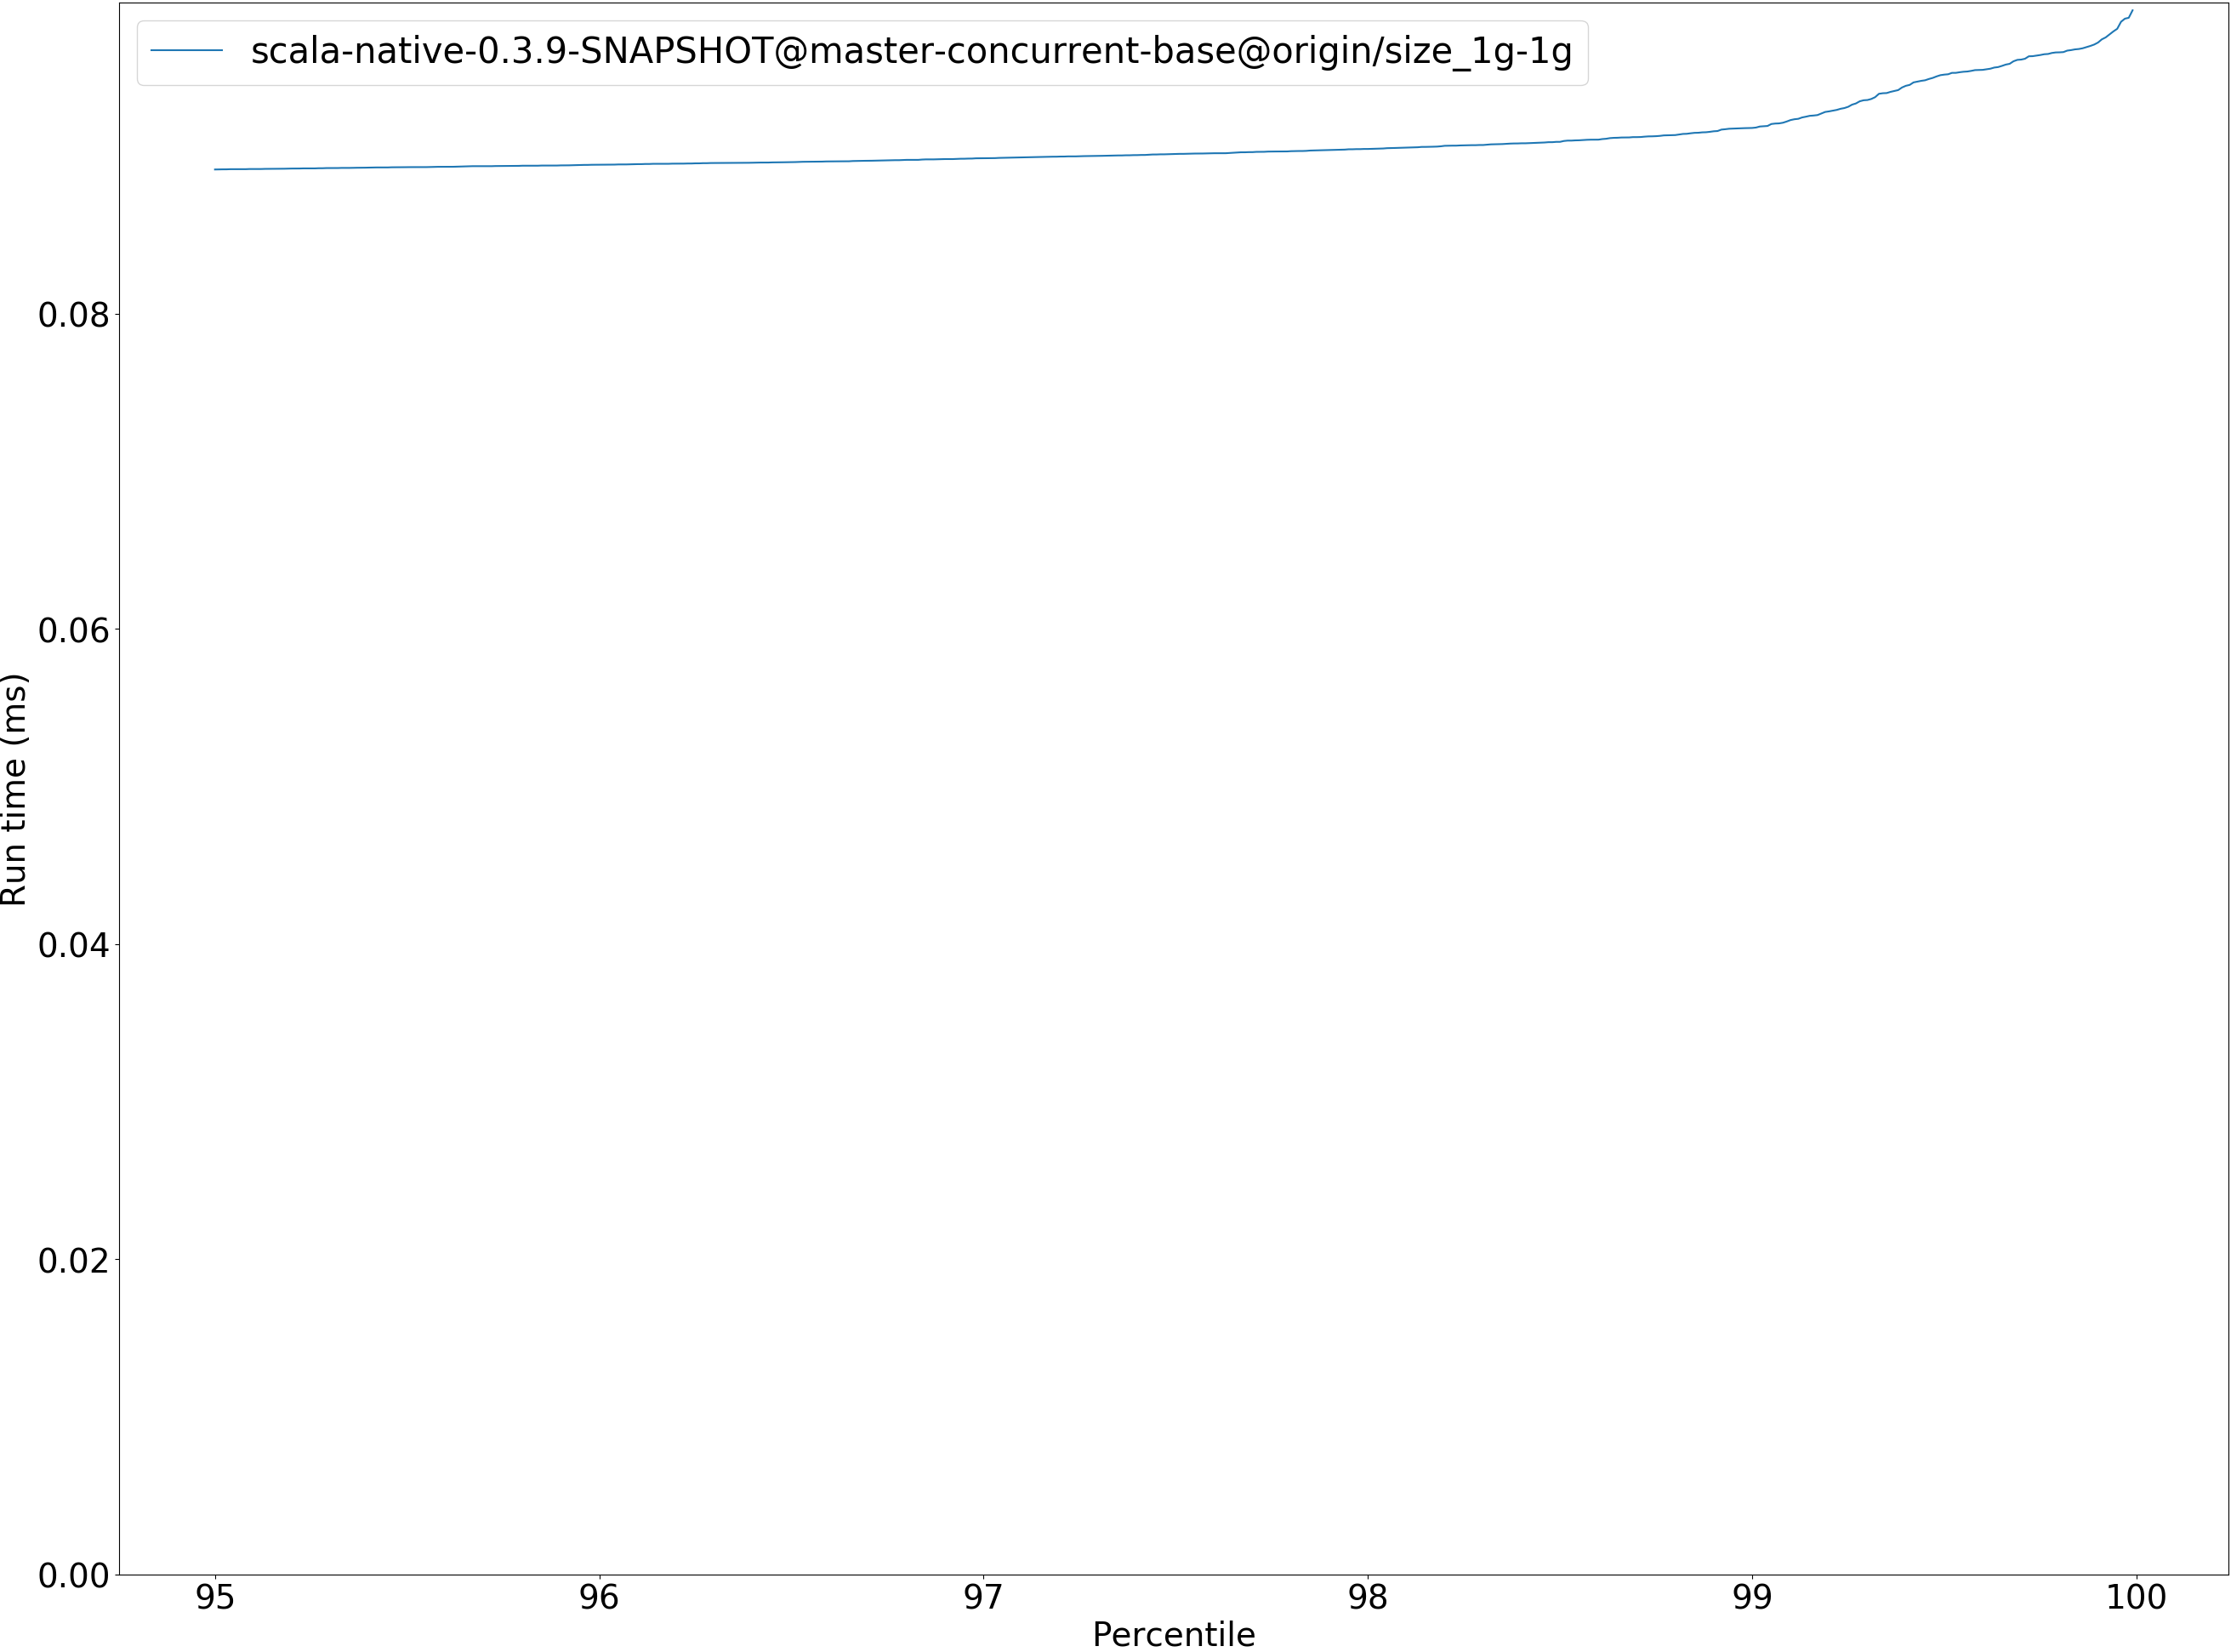 scala-native-0.3.9-SNAPSHOT@master-concurrent-base@origin/size_1g-1g
0.08
0.06
0.04
0.02
0.00
Run time (ms)
95 96 97 98 99 100
Percentile